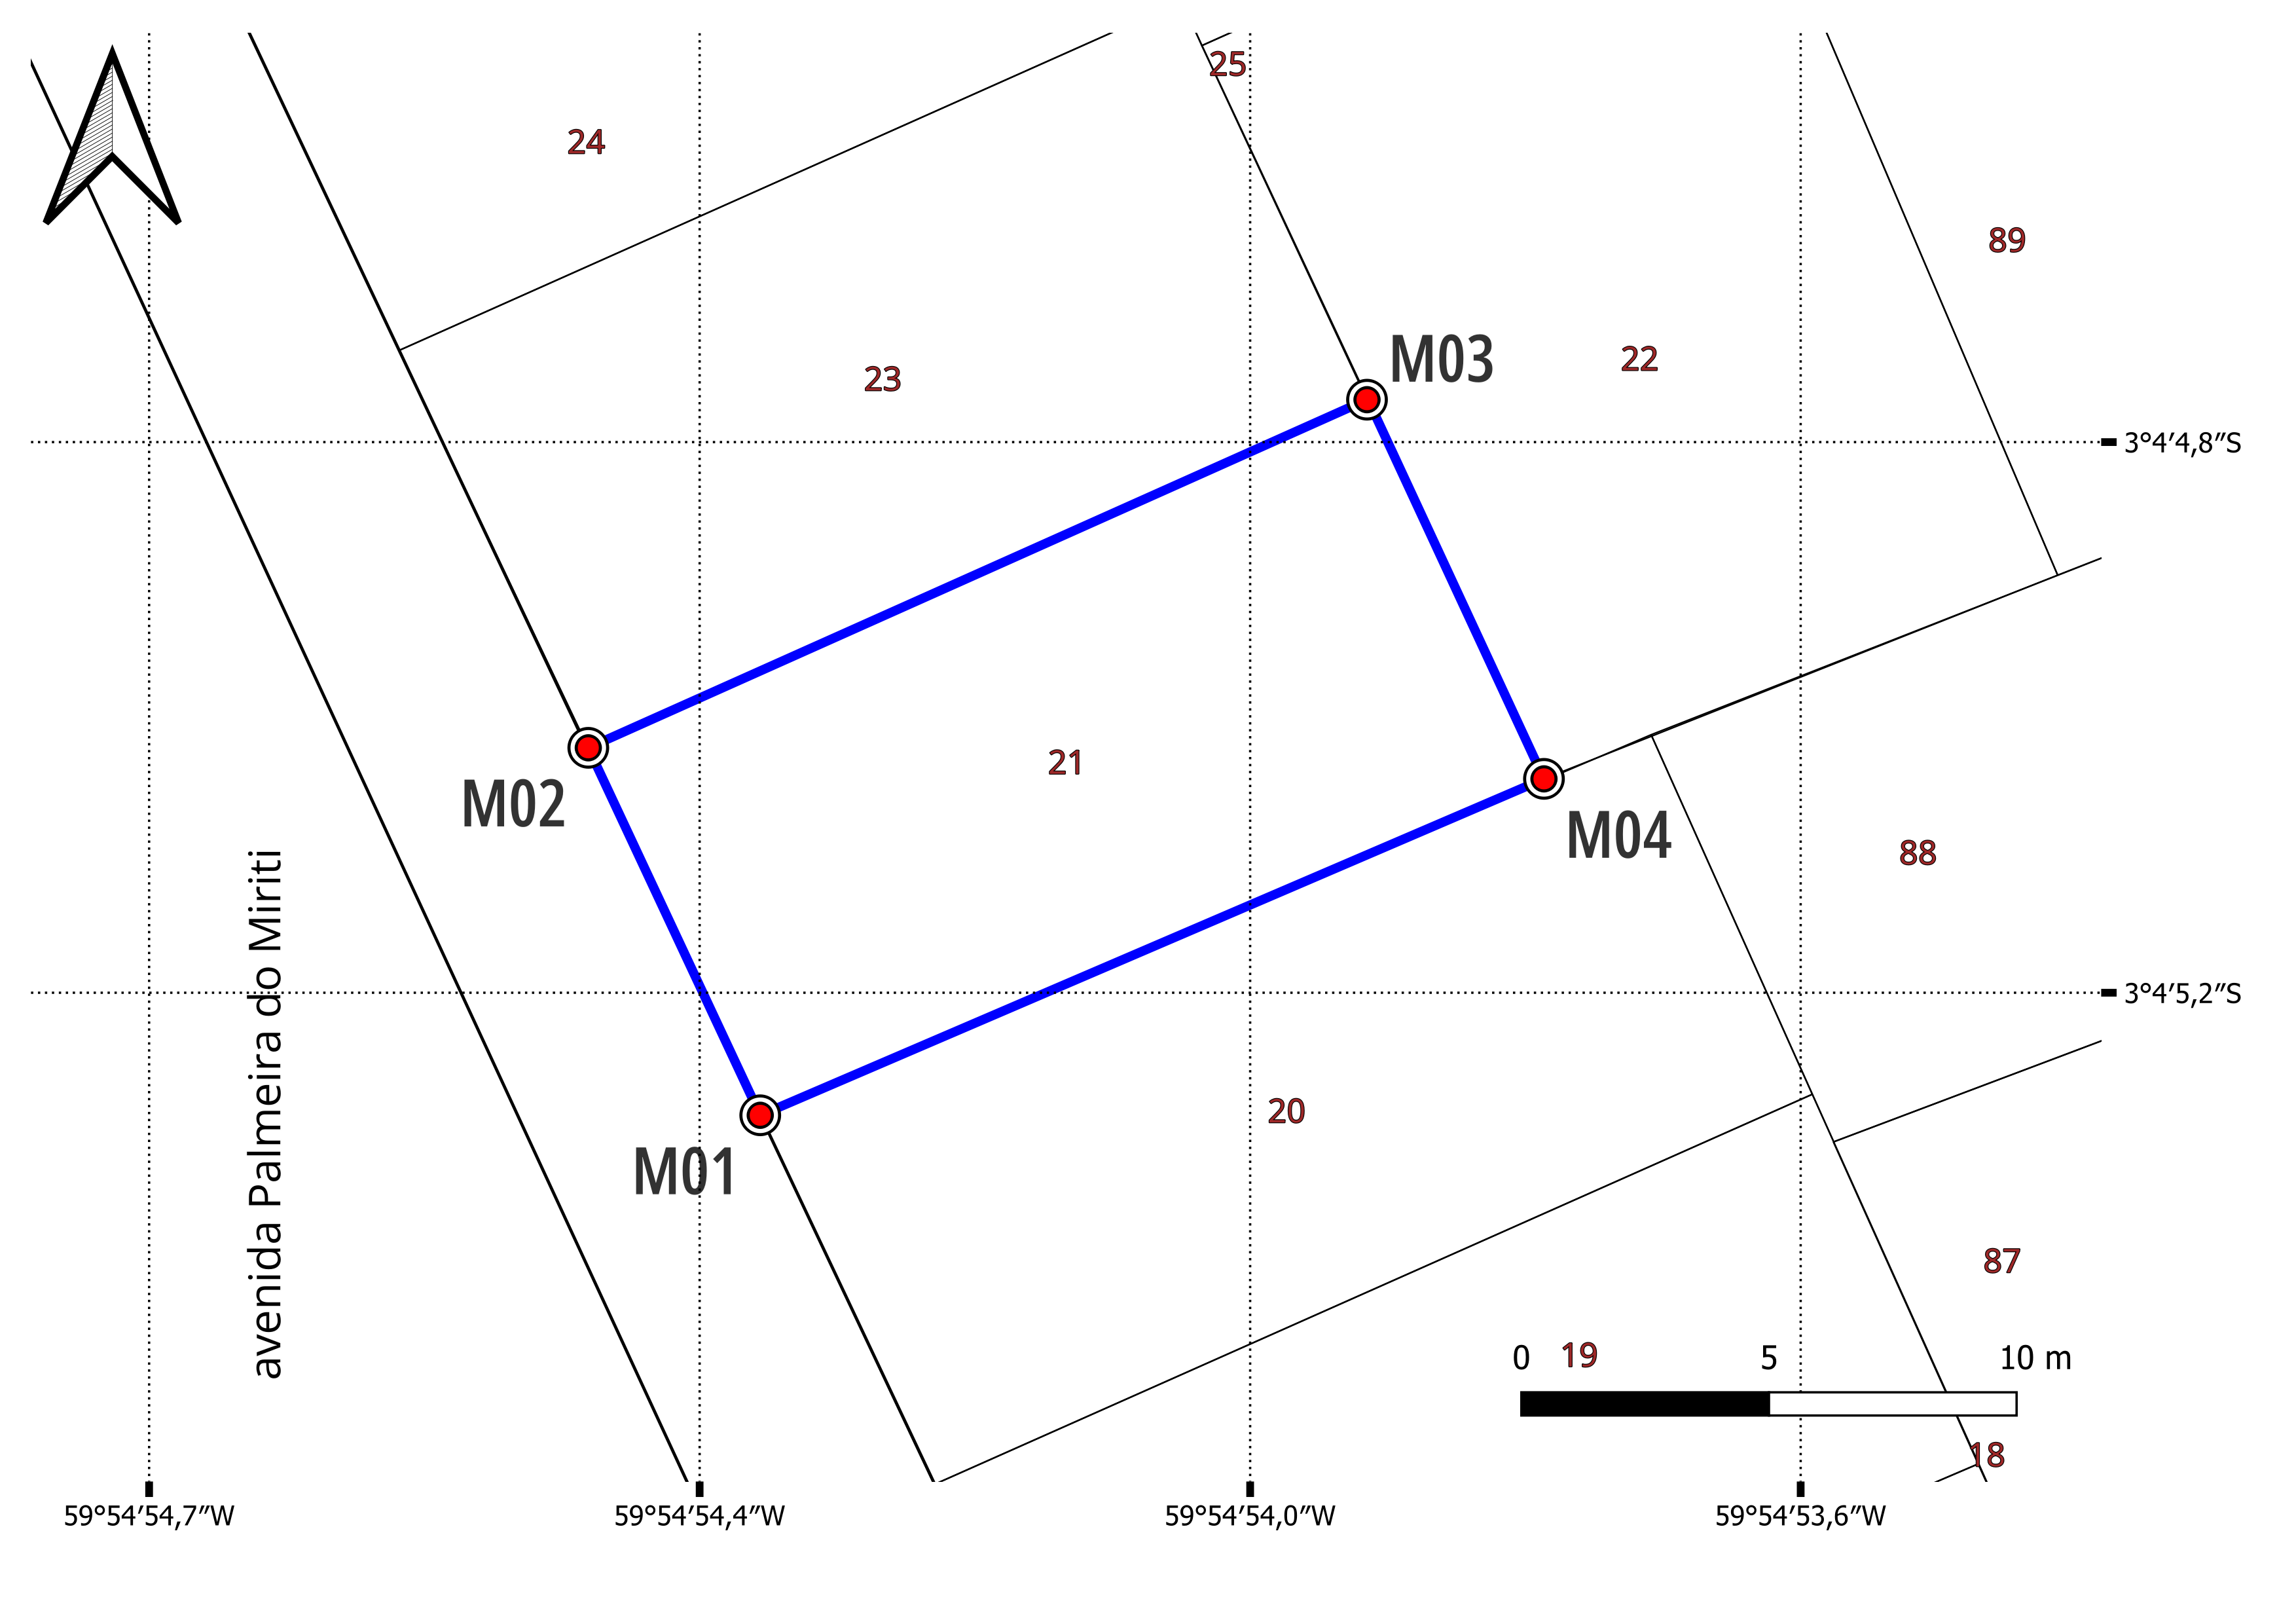 25
24
89
M03
22
23
3°4′4,8″S
21
M02
M04
88
avenida Palmeira do Miriti
3°4′5,2″S
20
M01
87
0 5 10 m
19
18
59°54′54,7″W 59°54′54,4″W 59°54′54,0″W 59°54′53,6″W